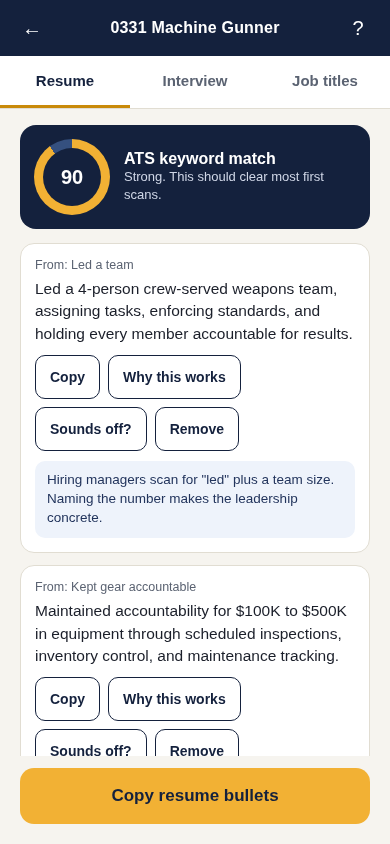 ← 0331 Machine Gunner ?
Resume Interview Job titles
90
ATS keyword match
Strong. This should clear most first
scans.
From: Led a team
Led a 4-person crew-served weapons team,
assigning tasks, enforcing standards, and
holding every member accountable for results.
Copy Why this works
Sounds off? Remove
Hiring managers scan for "led" plus a team size.
Naming the number makes the leadership
concrete.
From: Kept gear accountable
Maintained accountability for $100K to $500K
in equipment through scheduled inspections,
inventory control, and maintenance tracking.
Copy Why this works
Sounds off? Remove
Copy resume bullets